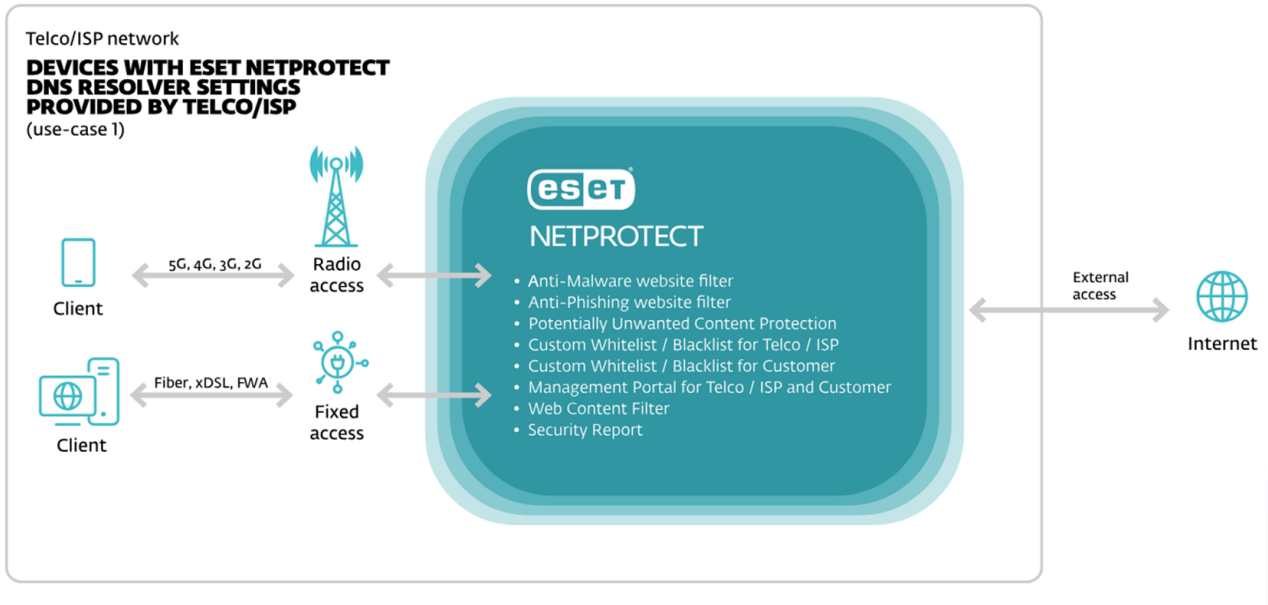 Telco/ISP network
DEVICES WITH ESET NETPROTECT
DNS RESOLVER SETTINGS
PROVIDED BY TELCO/ISP
(use-case 1)
Client
5G, 4G, 3G, 2G
Radio
access
Client
Fiber, xDSL, FWA
Fixed
access
eseT®
NETPROTECT
• Anti-Malware website filter
• Anti-Phishing website filter
• Potentially Unwanted Content Protection
• Custom Whitelist / Blacklist for Telco / ISP
• Custom Whitelist / Blacklist for Customer
• Management Portal for Telco / ISP and Customer
• Web Content Filter
• Security Report
External
access
Internet